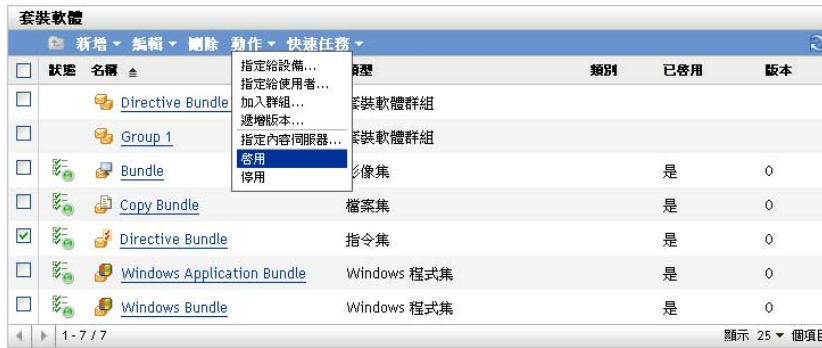 套裝軟體
新增 編輯 刪除 動作 快速任務
狀態 名稱 類型 類別 已啓用 版本
Directive Bundle 套裝軟體群組
Group 1 套裝軟體群組
Bundle 影像集 是 0
Copy Bundle 檔案集 是 0
Directive Bundle 指令集 是 0
Windows Application Bundle Windows 程式集 是 0
Windows Bundle Windows 程式集 是 0
指定給設備...
指定給使用者...
加入群組...
遞增版本...
指定內容伺服器...
啓用
停用
1 - 7 / 7 顯示 25 個項目